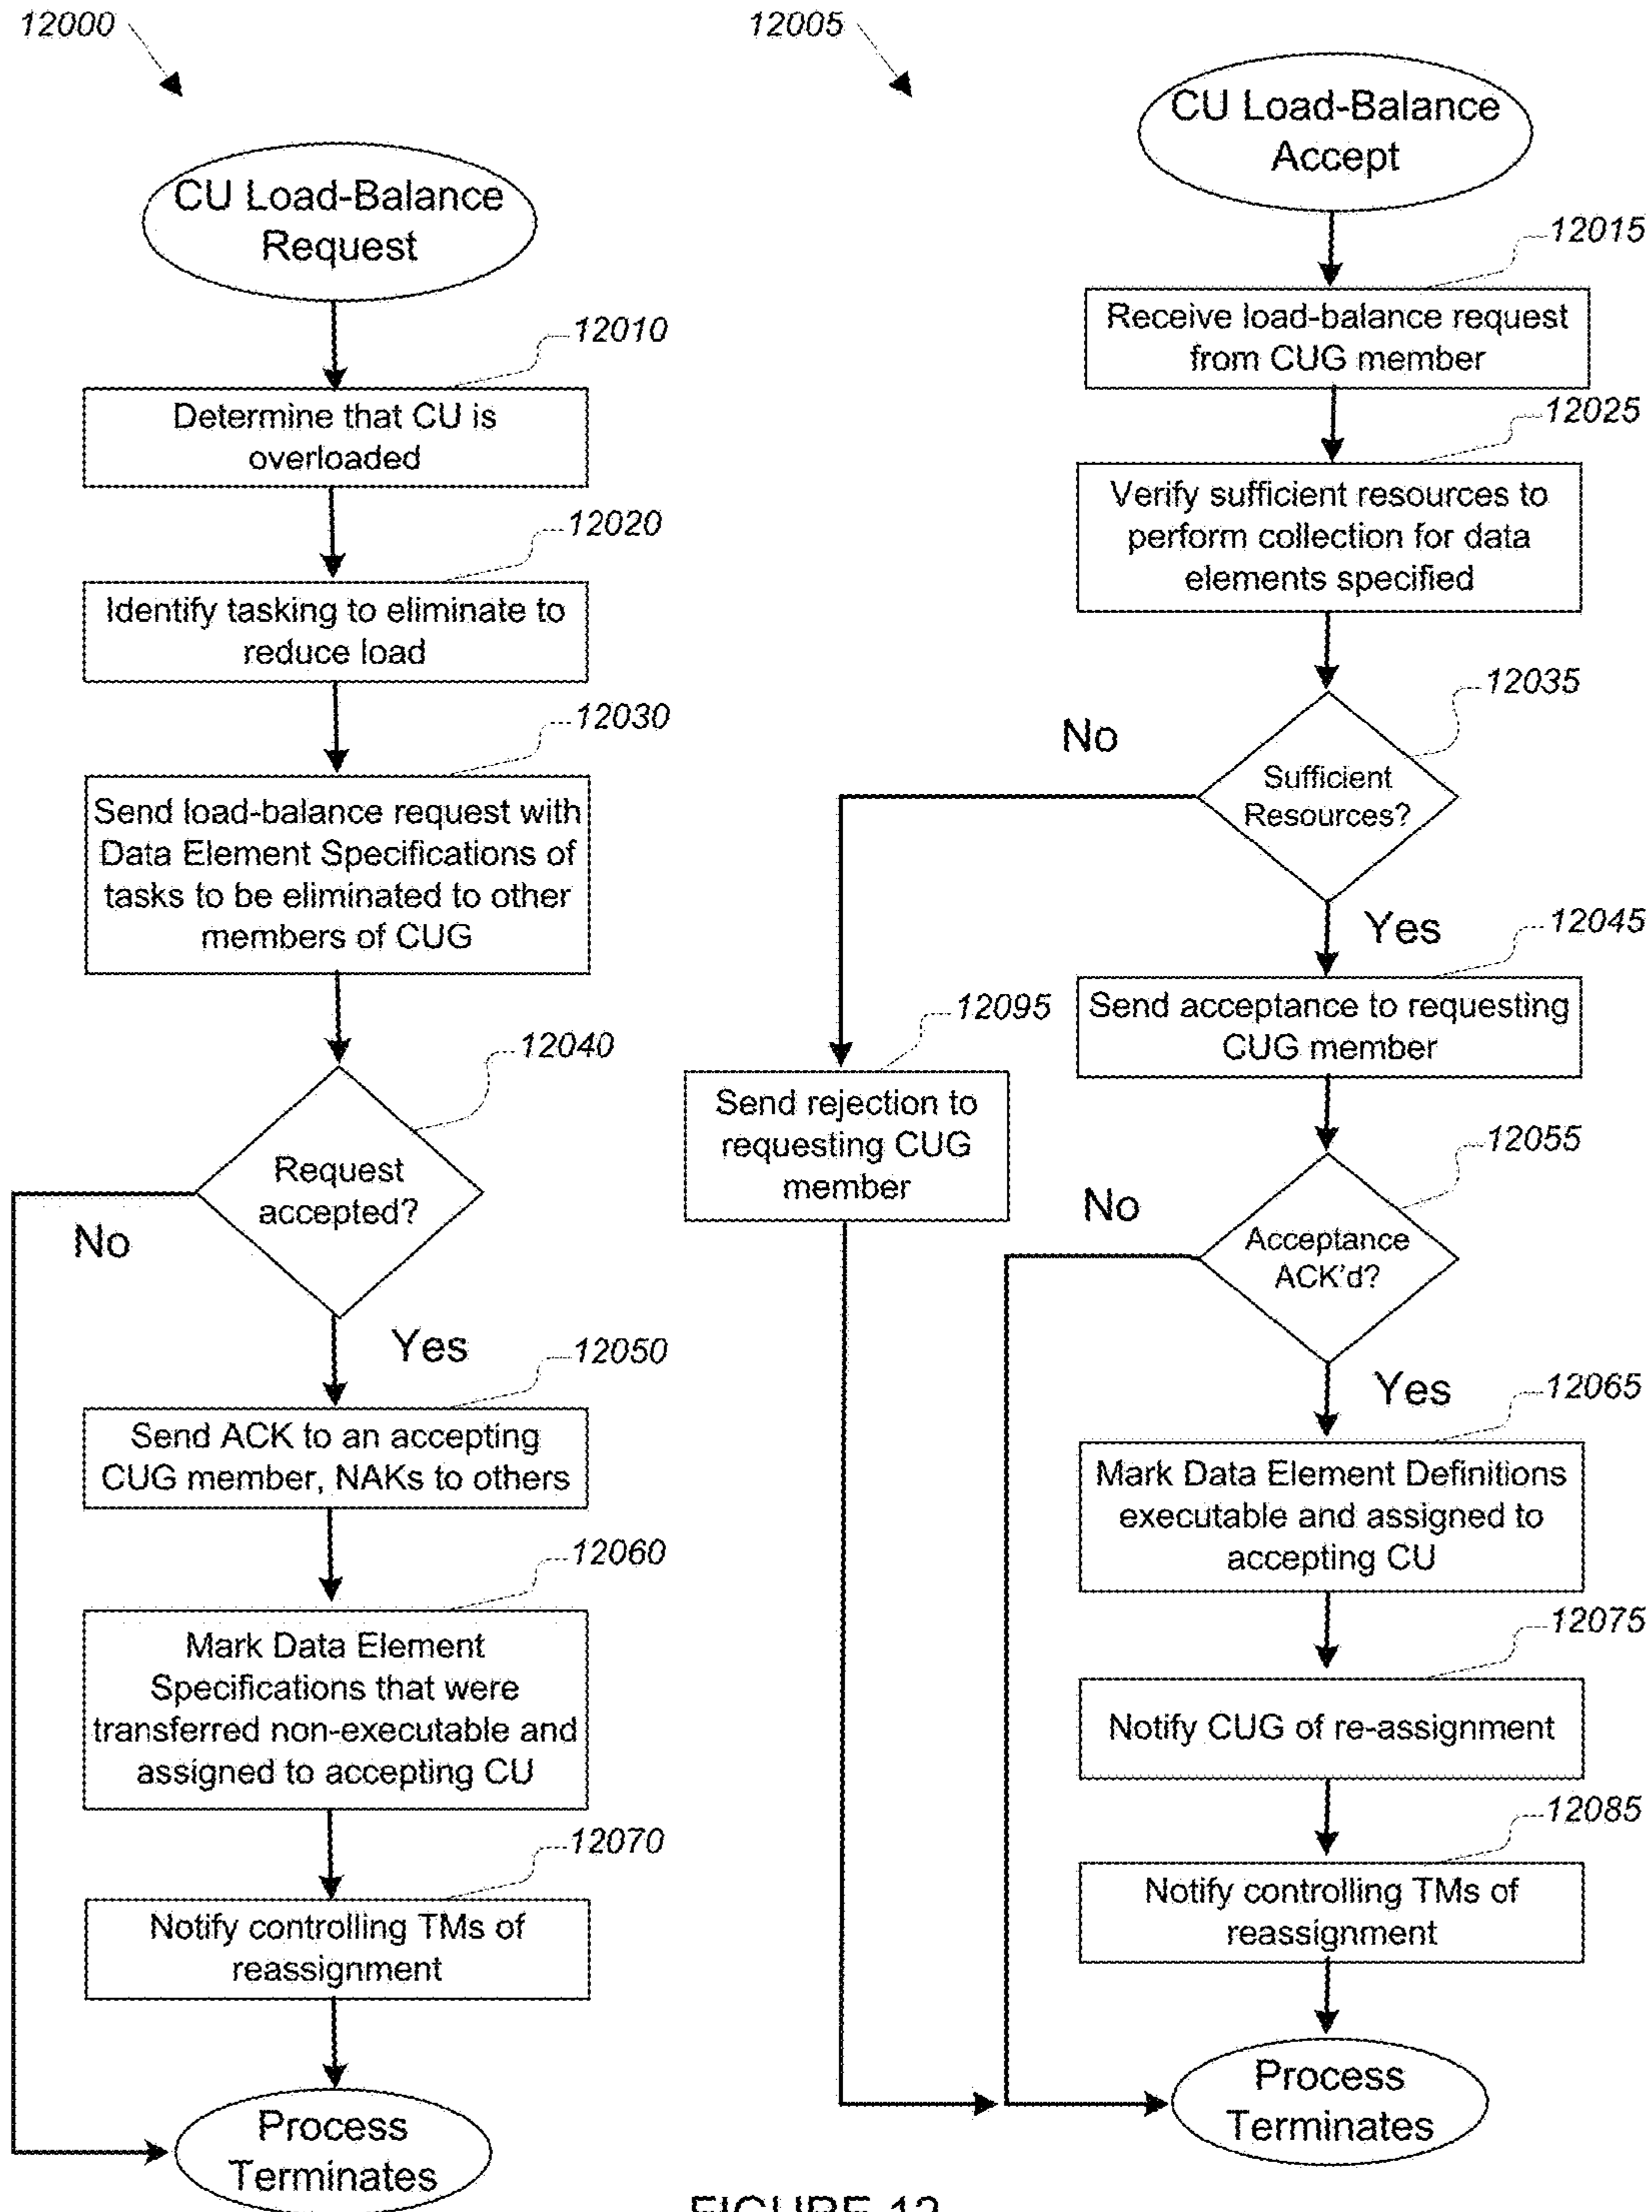 12000
CU Load-Balance
Request
12010
Determine that CU is
overloaded
12020
Identify tasking to eliminate to
reduce load
12030
Send load-balance request with
Data Element Specifications of
tasks to be eliminated to other
members of CUG
12040
Request
accepted?
No
Yes
12050
Send ACK to an accepting
CUG member, NAKs to others
12060
Mark Data Element
Specifications that were
transferred non-executable and
assigned to accepting CU
12070
Notify controlling TMs of
reassignment
Process
Terminates
12005
CU Load-Balance
Accept
12015
Receive load-balance request
from CUG member
12025
Verify sufficient resources to
perform collection for data
elements specified
12035
No
Sufficient
Resources?
Yes
12045
Send acceptance to requesting
CUG member
12095
Send rejection to
requesting CUG
member
12055
No
Acceptance
ACK'd?
Yes
12065
Mark Data Element Definitions
executable and assigned to
accepting CU
12075
Notify CUG of re-assignment
12085
Notify controlling TMs of
reassignment
Process
Terminates
FIGURE 12